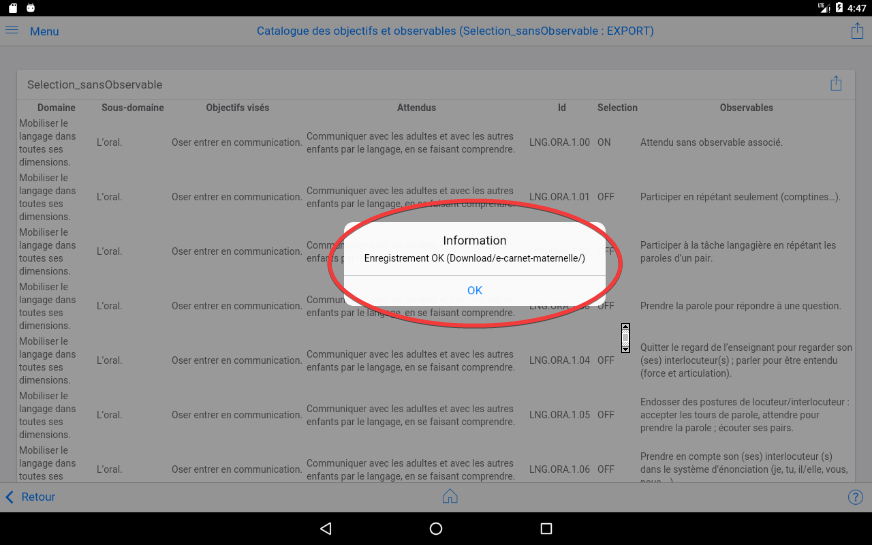 4:47
Menu
Catalogue des objectifs et observables (Selection_sansObservable : EXPORT)
Selection_sansObservable
Domaine Sous-domaine Objectifs visés Attendus Id Selection Observables
Mobiliser le
langage dans
toutes ses
dimensions.
L'oral.
Oser entrer en communication.
Communiquer avec les adultes et avec les autres
enfants par le langage, en se faisant comprendre.
LNG.ORA.1.00 ON
Attendu sans observable associé.
Mobiliser le
langage dans
toutes ses
dimensions.
L'oral.
Oser entrer en communication.
Communiquer avec les adultes et avec les autres
enfants par le langage, en se faisant comprendre.
LNG.ORA.1.01 OFF
Participer en répétant seulement (comptines…).
Mobiliser le
langage dans
toutes ses
dimensions.
L'oral.
Oser entrer en communication.
Participer à la tâche langagière en répétant les
paroles d'un pair.
Information
Enregistrement OK (Download/e-carnet-maternelle/)
OK
Mobiliser le
langage dans
toutes ses
dimensions.
L'oral.
Oser entrer en communication.
enfants par le langage, en se faisant comprendre.
OFF
Prendre la parole pour répondre à une question.
Mobiliser le
langage dans
toutes ses
dimensions.
L'oral.
Oser entrer en communication.
Communiquer avec les adultes et avec les autres
enfants par le langage, en se faisant comprendre.
LNG.ORA.1.04 OFF
Quitter le regard de l'enseignant pour regarder son
(ses) interlocuteur(s) ; parler pour être entendu
(force et articulation).
Mobiliser le
langage dans
toutes ses
dimensions.
L'oral.
Oser entrer en communication.
Communiquer avec les adultes et avec les autres
enfants par le langage, en se faisant comprendre.
LNG.ORA.1.05 OFF
Endosser des postures de locuteur/interlocuteur :
accepter les tours de parole, attendre pour
prendre la parole ; écouter ses pairs.
Mobiliser le
langage dans
toutes ses
L'oral.
Oser entrer en communication.
Communiquer avec les adultes et avec les autres
enfants par le langage, en se faisant comprendre.
LNG.ORA.1.06 OFF
Prendre en compte son (ses) interlocuteur (s)
dans le système d'énonciation (je, tu, il/elle, vous,
Retour